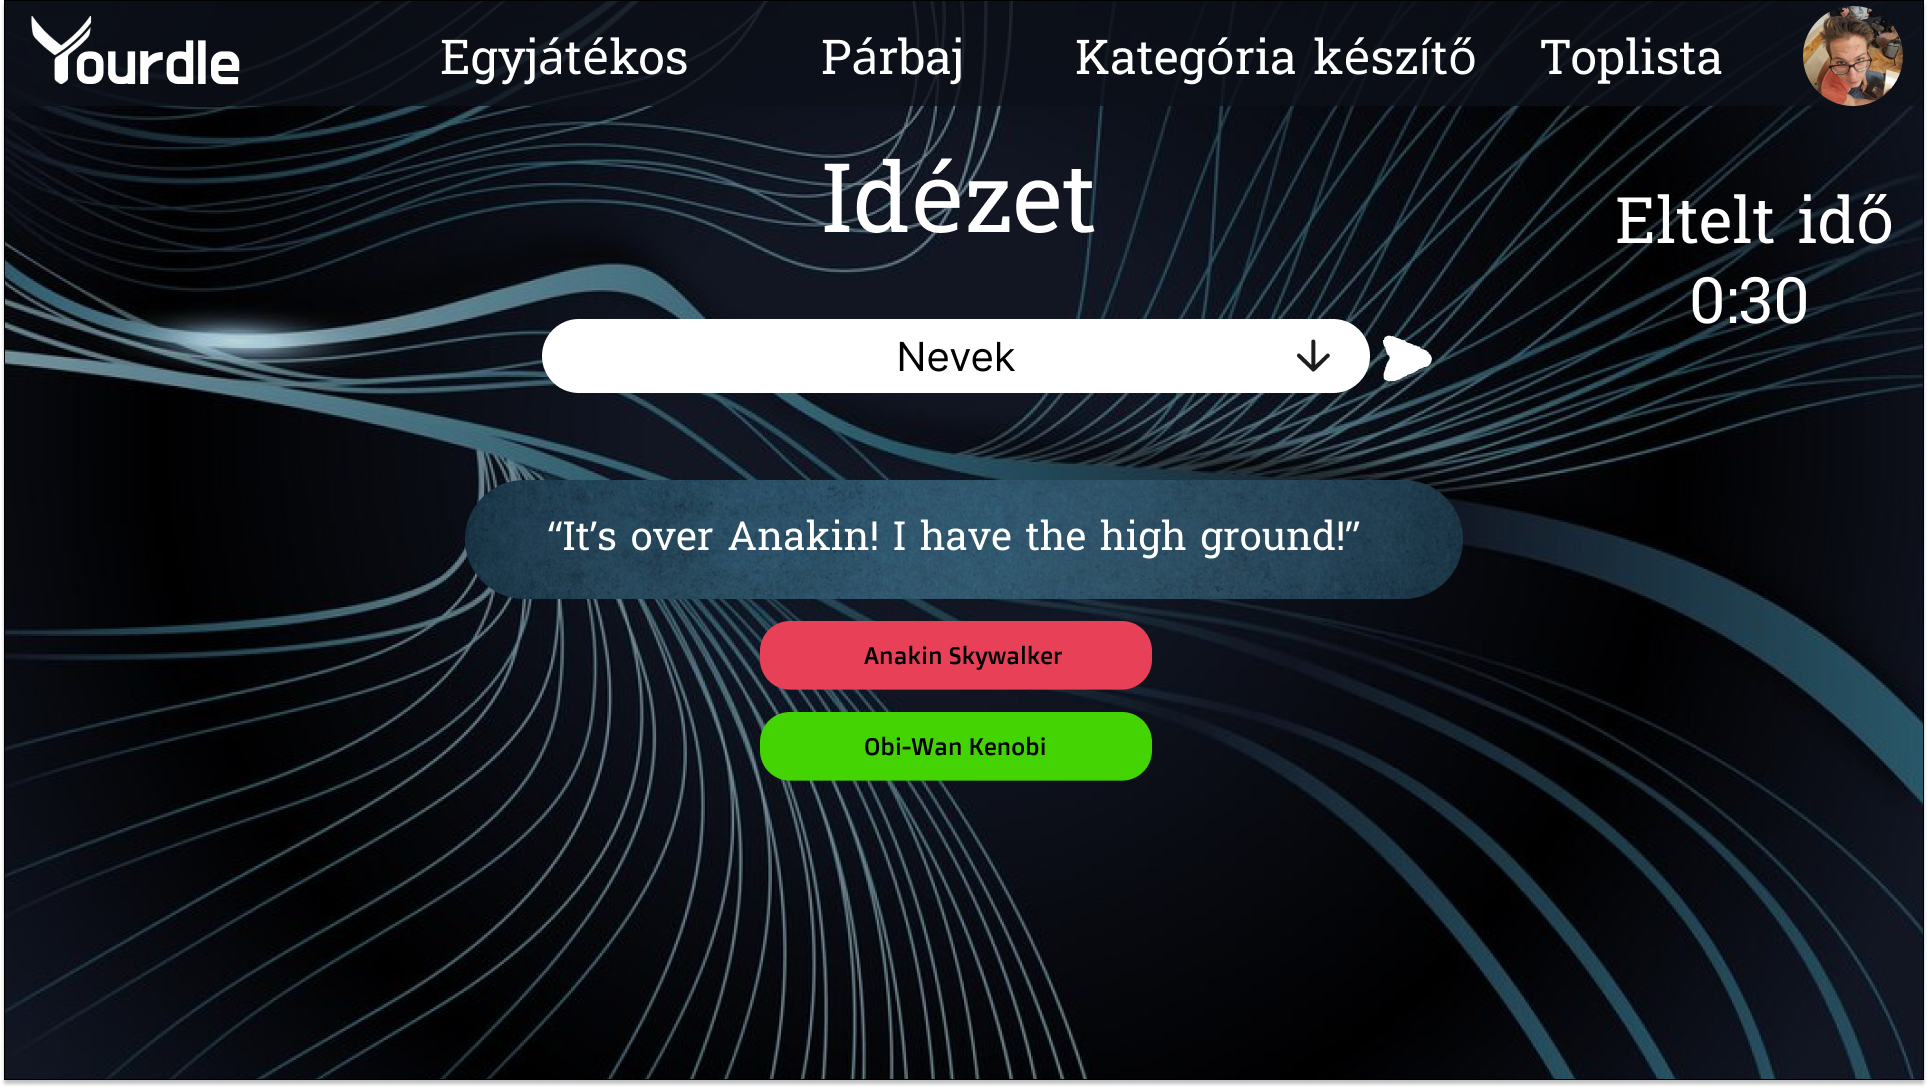 Yourdle
Egyjátékos
Párbaj
Kategória készítő
Toplista
Idézet
Eltelt idő
0:30
Nevek
“It’s over Anakin! I have the high ground!”
Anakin Skywalker
Obi-Wan Kenobi